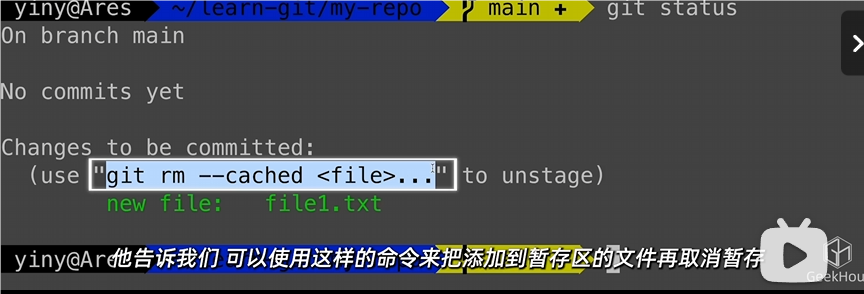 yiny@Ares ~/learn-git/my-repo main + git status
On branch main
No commits yet
Changes to be committed:
(use "git rm --cached <file>..." to unstage)
new file: file1.txt
yiny@Ares
他告诉我们 可以使用这样的命令来把添加到暂存区的文件再取消暂存
GeekHou